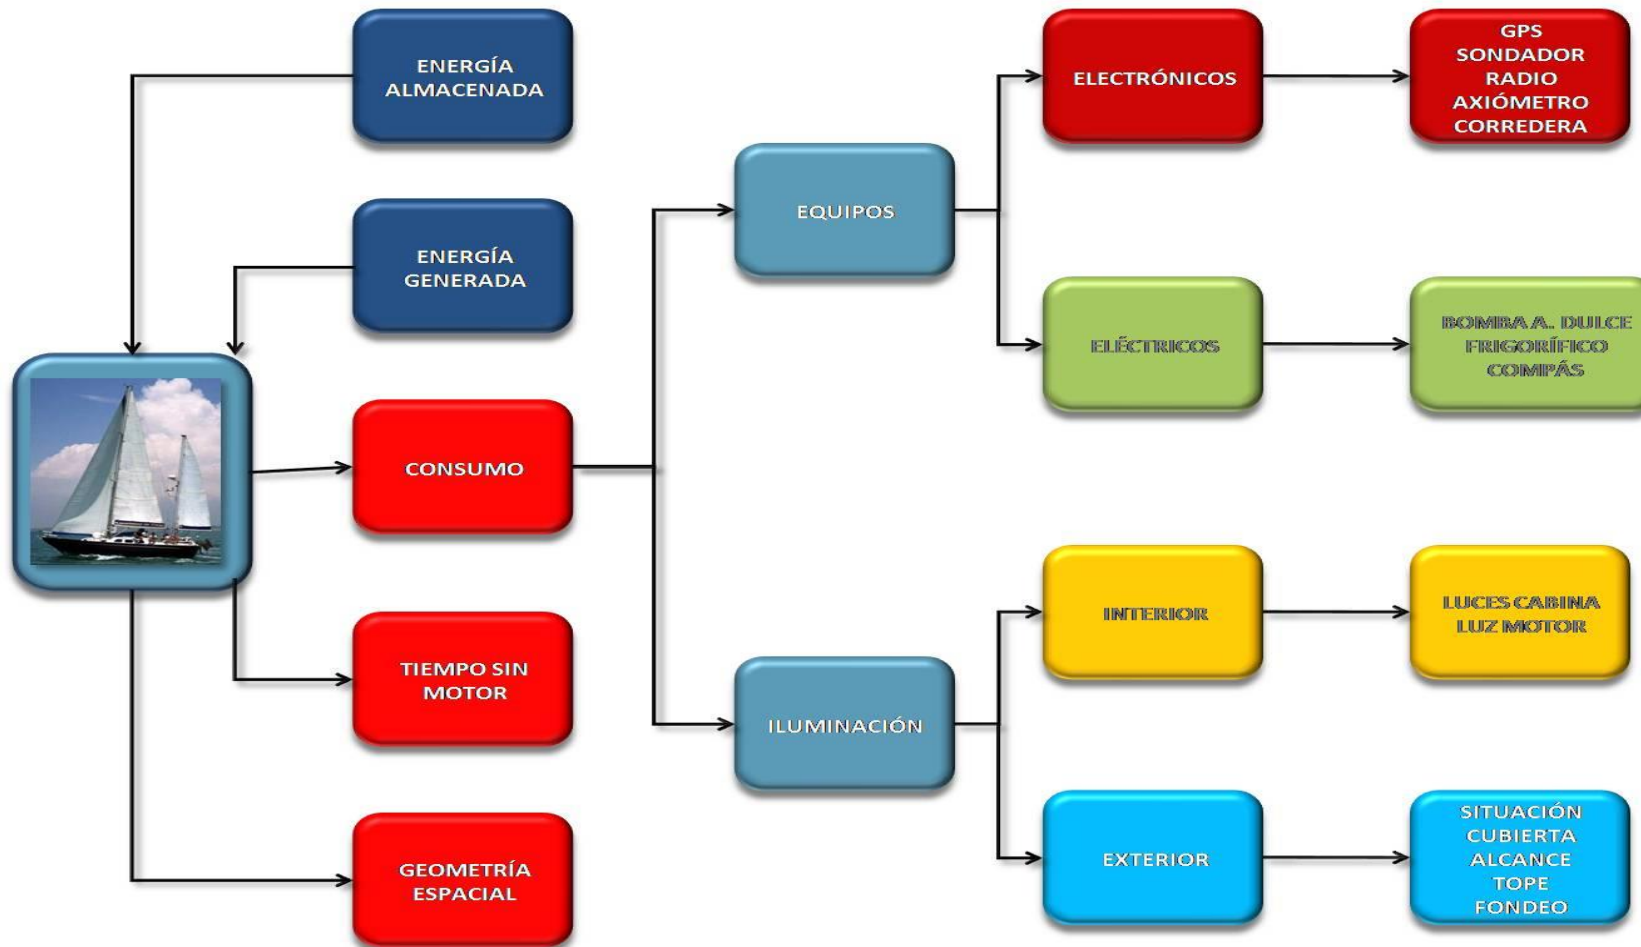 ENERGÍA
ALMACENADA
ENERGÍA
GENERADA
CONSUMO
TIEMPO SIN
MOTOR
GEOMETRÍA
ESPACIAL
EQUIPOS
ILUMINACIÓN
ELECTRÓNICOS
ELÉCTRICOS
INTERIOR
EXTERIOR
GPS
SONDADOR
RADIO
AXIÓMETRO
CORREDERA
BOMBA A. DULCE
FRIGORÍFICO
COMPÁS
LUCES CABINA
LUZ MOTOR
SITUACIÓN
CUBIERTA
ALCANCE
TOPE
FONDEO